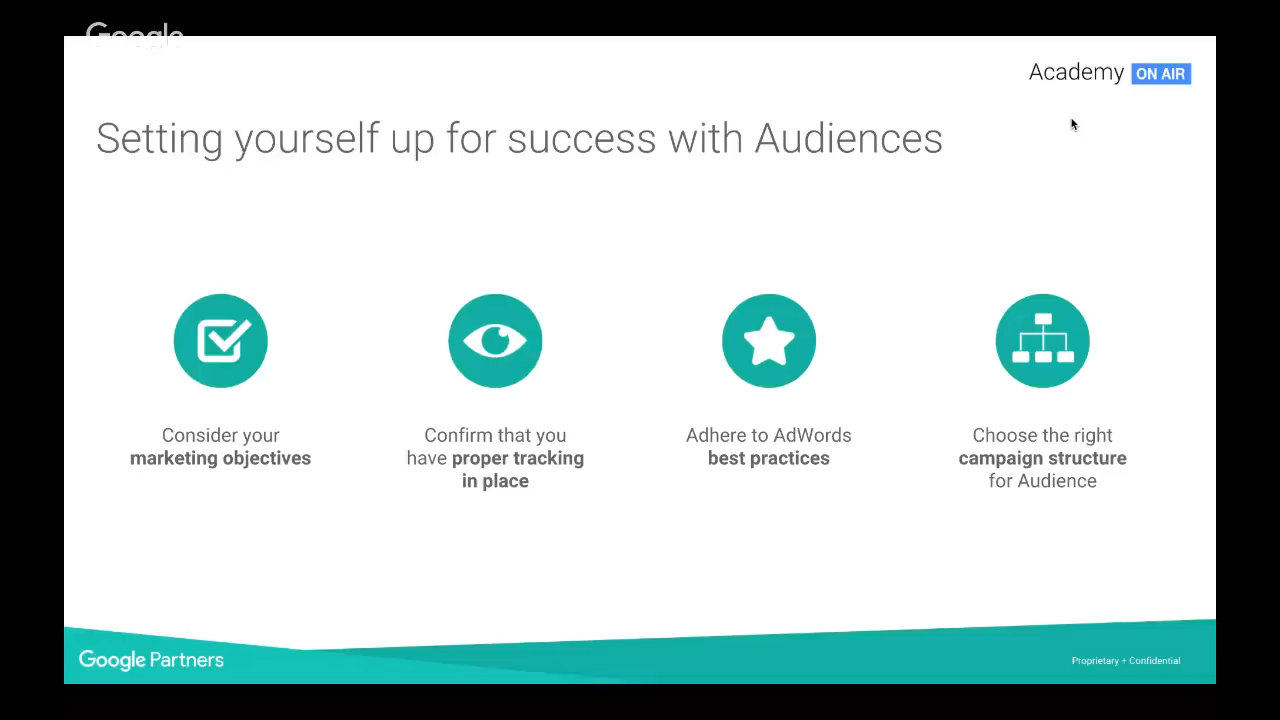 Google
Academy ON AIR
Setting yourself up for success with Audiences
Consider your
marketing objectives
Confirm that you
have proper tracking
in place
Adhere to AdWords
best practices
Choose the right
campaign structure
for Audience
Google Partners
Proprietary + Confidential